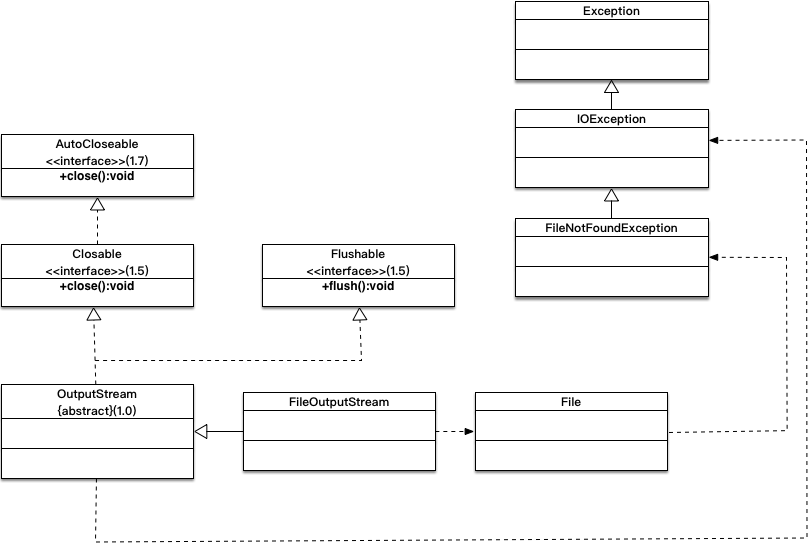 Exception
IOException
FileNotFoundException
AutoCloseable
<<interface>>(1.7)
+close():void
Closable
<<interface>>(1.5)
+close():void
Flushable
<<interface>>(1.5)
+flush():void
OutputStream
{abstract}(1.0)
FileOutputStream
File